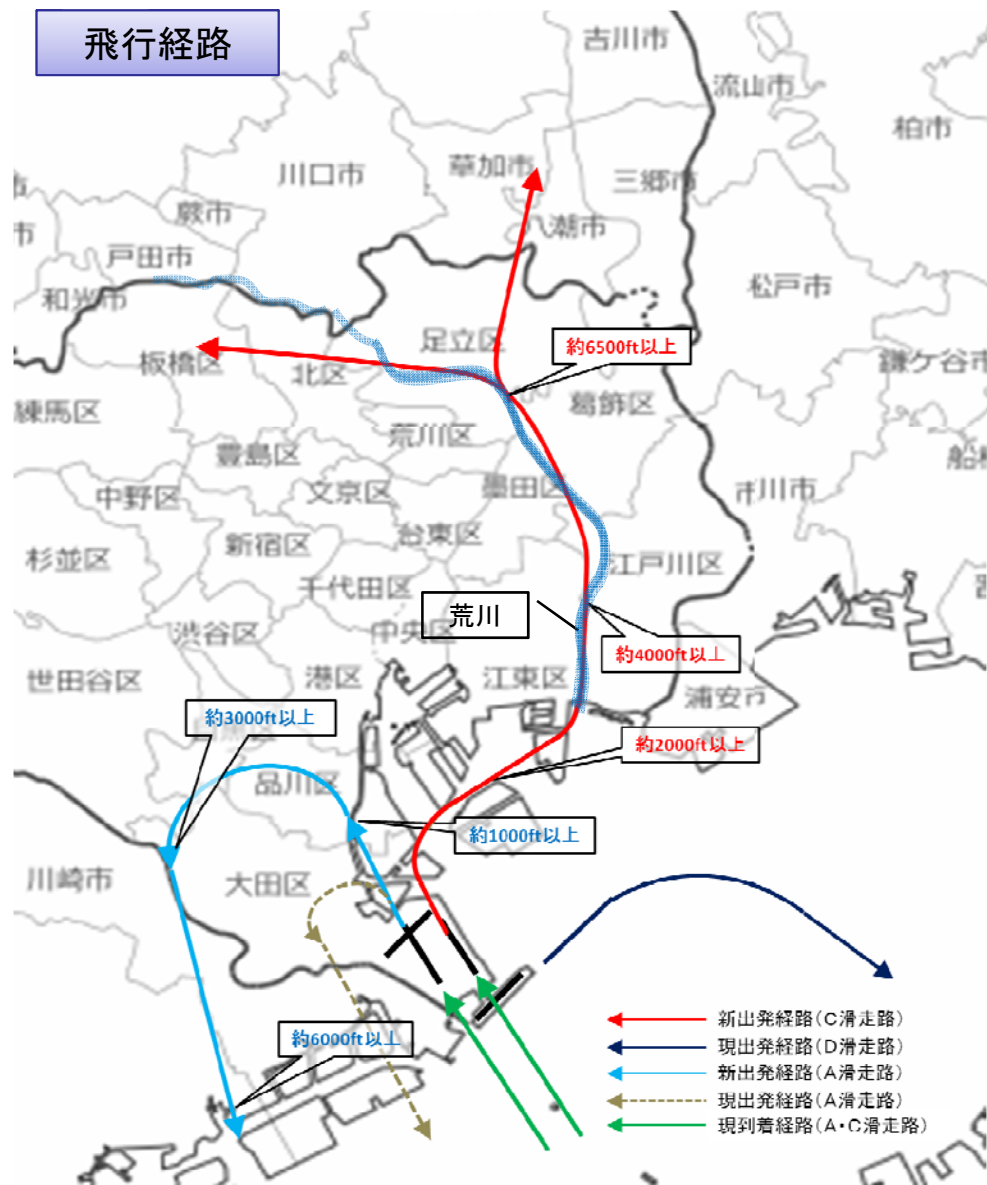 飛行経路
吉川市
流山市
柏市
川口市
草加市
三郷市
蕨市
八潮市
戸田市
和光市
松戸市
足立区
約6500ft以上
板橋区
北区
鎌ケ谷市
葛飾区
練馬区
荒川区
豊島区
船橋
中野区
文京区
墨田区
市川市
新宿区
台東区
杉並区
江戸川区
千代田区
荒川
渋谷区
中央区
約4000ft以上
世田谷区
港区
江東区
浦安市
約3000ft以上
約2000ft以上
品川区
約1000ft以上
川崎市
大田区
約6000ft以上
新出発経路(C滑走路)
現出発経路(D滑走路)
新出発経路(A滑走路)
現出発経路(A滑走路)
現到着経路(A・C滑走路)